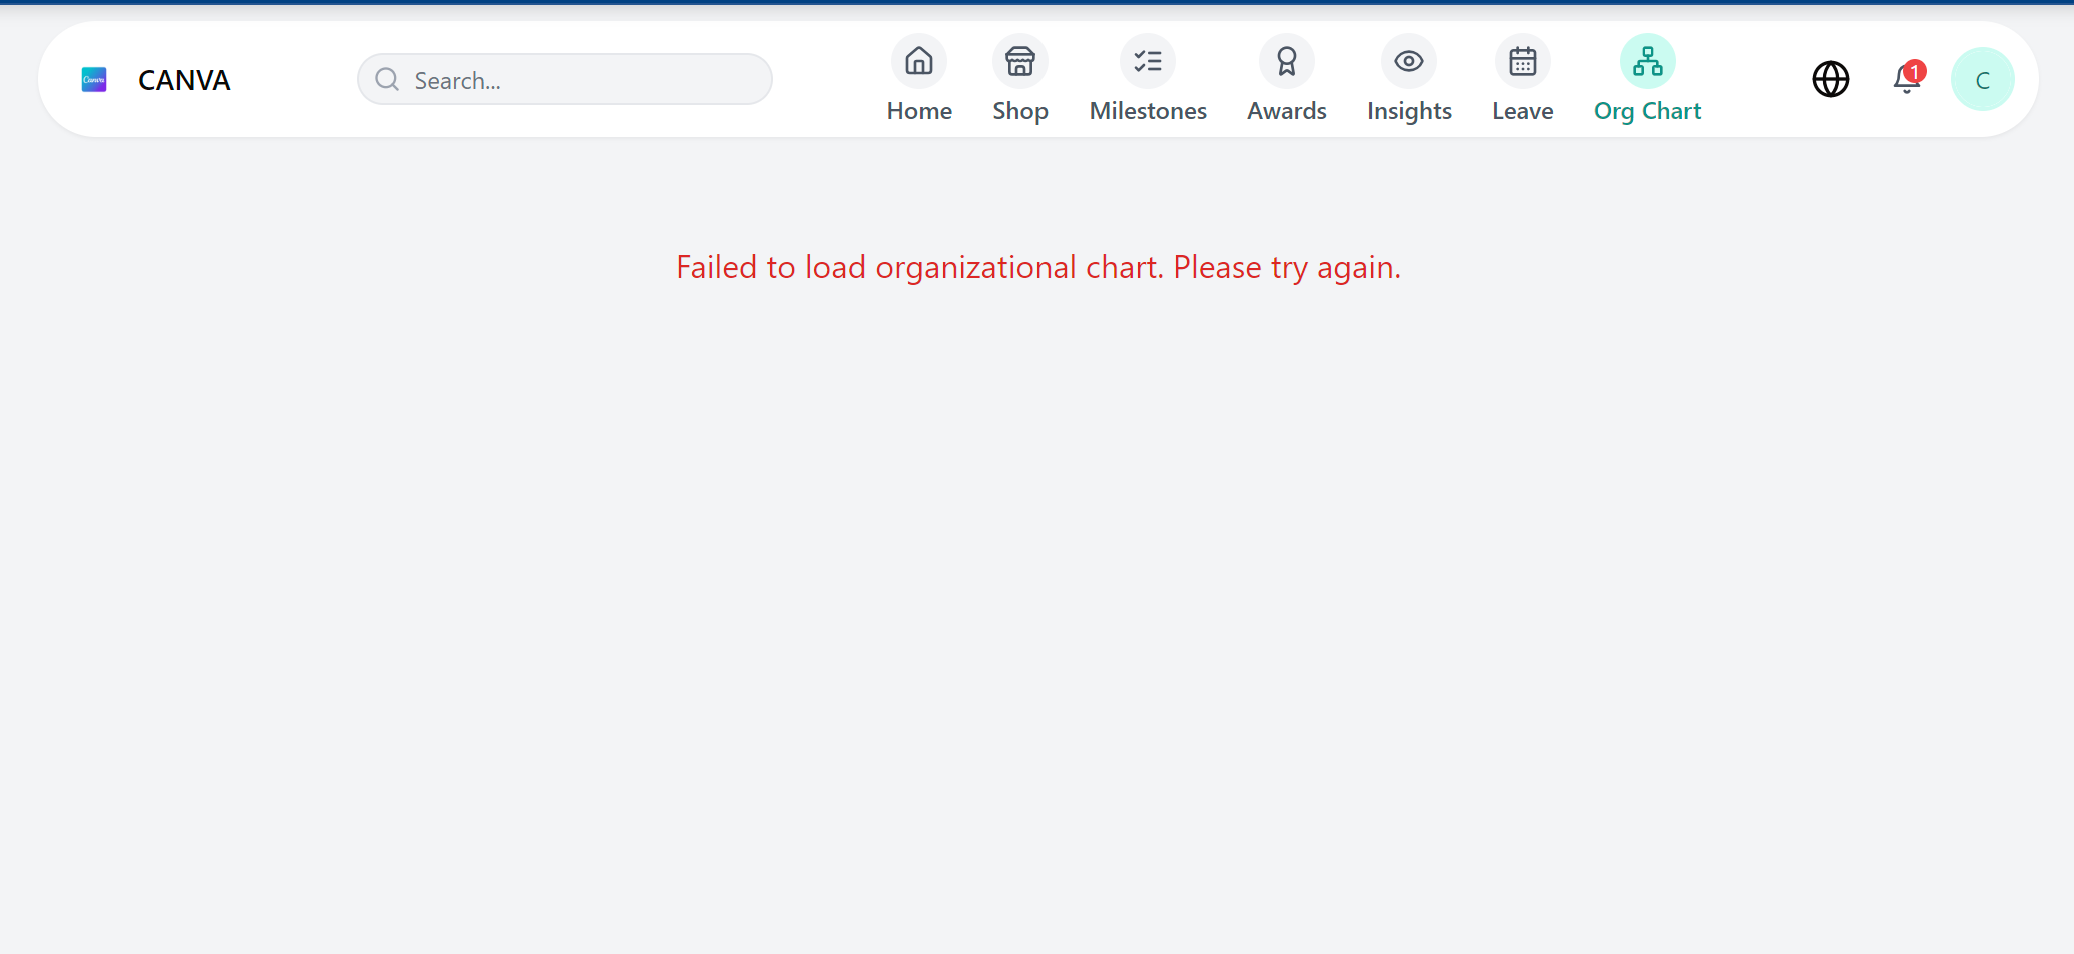 Canva
CANVA
Search...
Home
Shop
Milestones
Awards
Insights
Leave
Org Chart
1
C
Failed to load organizational chart. Please try again.